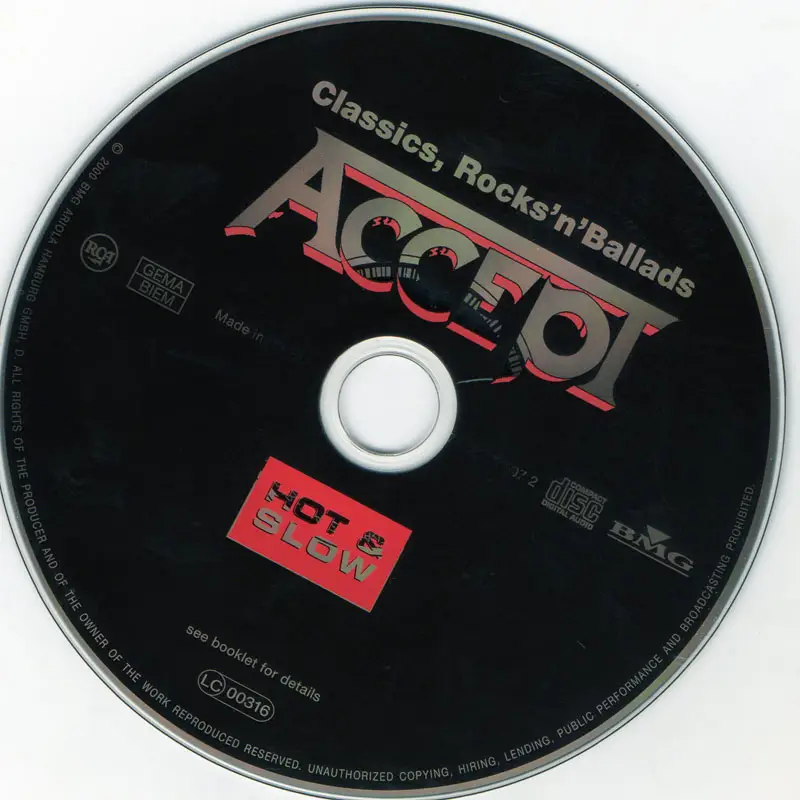 Classics, Rocks'n'Ballads
ACCEPT
RCA
GEMA
BIEM
Made in
07 2
COMPACT
disc
DIGITAL AUDIO
BMG
HOT &
SLOW
see booklet for details
LC 00316
© 2000 BMG ARIOLA HAMBURG GMBH, D. ALL RIGHTS OF THE PRODUCER AND OF THE OWNER OF THE WORK REPRODUCED RESERVED. UNAUTHORIZED COPYING, HIRING, LENDING, PUBLIC PERFORMANCE AND BROADCASTING PROHIBITED.